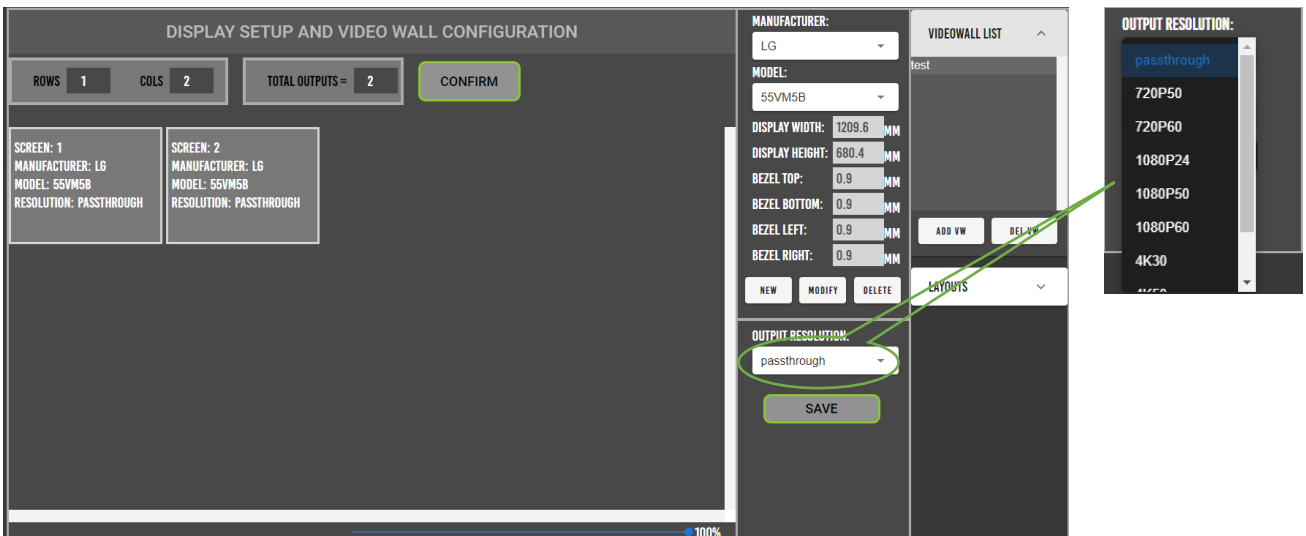 DISPLAY SETUP AND VIDEO WALL CONFIGURATION
ROWS 1 COLS 2
TOTAL OUTPUTS = 2
CONFIRM
SCREEN: 1
MANUFACTURER: LG
MODEL: 55VM5B
RESOLUTION: PASSTHROUGH
SCREEN: 2
MANUFACTURER: LG
MODEL: 55VM5B
RESOLUTION: PASSTHROUGH
100%
MANUFACTURER:
LG
MODEL:
55VM5B
DISPLAY WIDTH: 1209.6 MM
DISPLAY HEIGHT: 680.4 MM
BEZEL TOP: 0.9 MM
BEZEL BOTTOM: 0.9 MM
BEZEL LEFT: 0.9 MM
BEZEL RIGHT: 0.9 MM
NEW MODIFY DELETE
OUTPUT RESOLUTION:
passthrough
SAVE
VIDEOWALL LIST
test
ADD VW DEL VW
LAYOUTS
OUTPUT RESOLUTION:
passthrough
720P50
720P60
1080P24
1080P50
1080P60
4K30